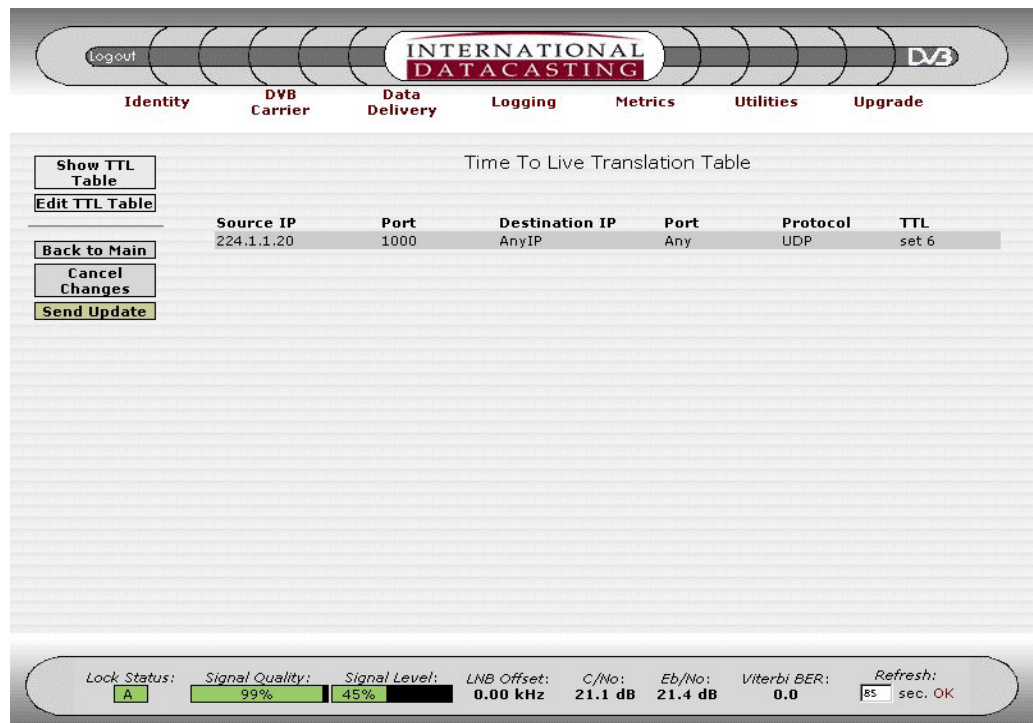 Logout
INTERNATIONAL
DATACASTING
DVB
Identity
DVB
Carrier
Data
Delivery
Logging
Metrics
Utilities
Upgrade
Show TTL
Table
Edit TTL Table
Back to Main
Cancel
Changes
Send Update
Time To Live Translation Table
Source IP Port Destination IP Port Protocol TTL
224.1.1.20 1000 AnyIP Any UDP set 6
Lock Status: Signal Quality: Signal Level: LNB Offset: C/No: Eb/No: Viterbi BER: Refresh:
A 99% 45% 0.00 kHz 21.1 dB 21.4 dB 0.0 85 sec. OK